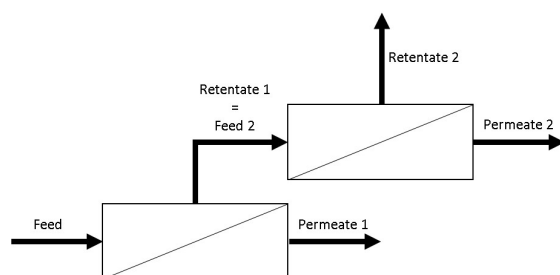 Retentate 2
Retentate 1
=
Feed 2
Permeate 2
Feed
Permeate 1